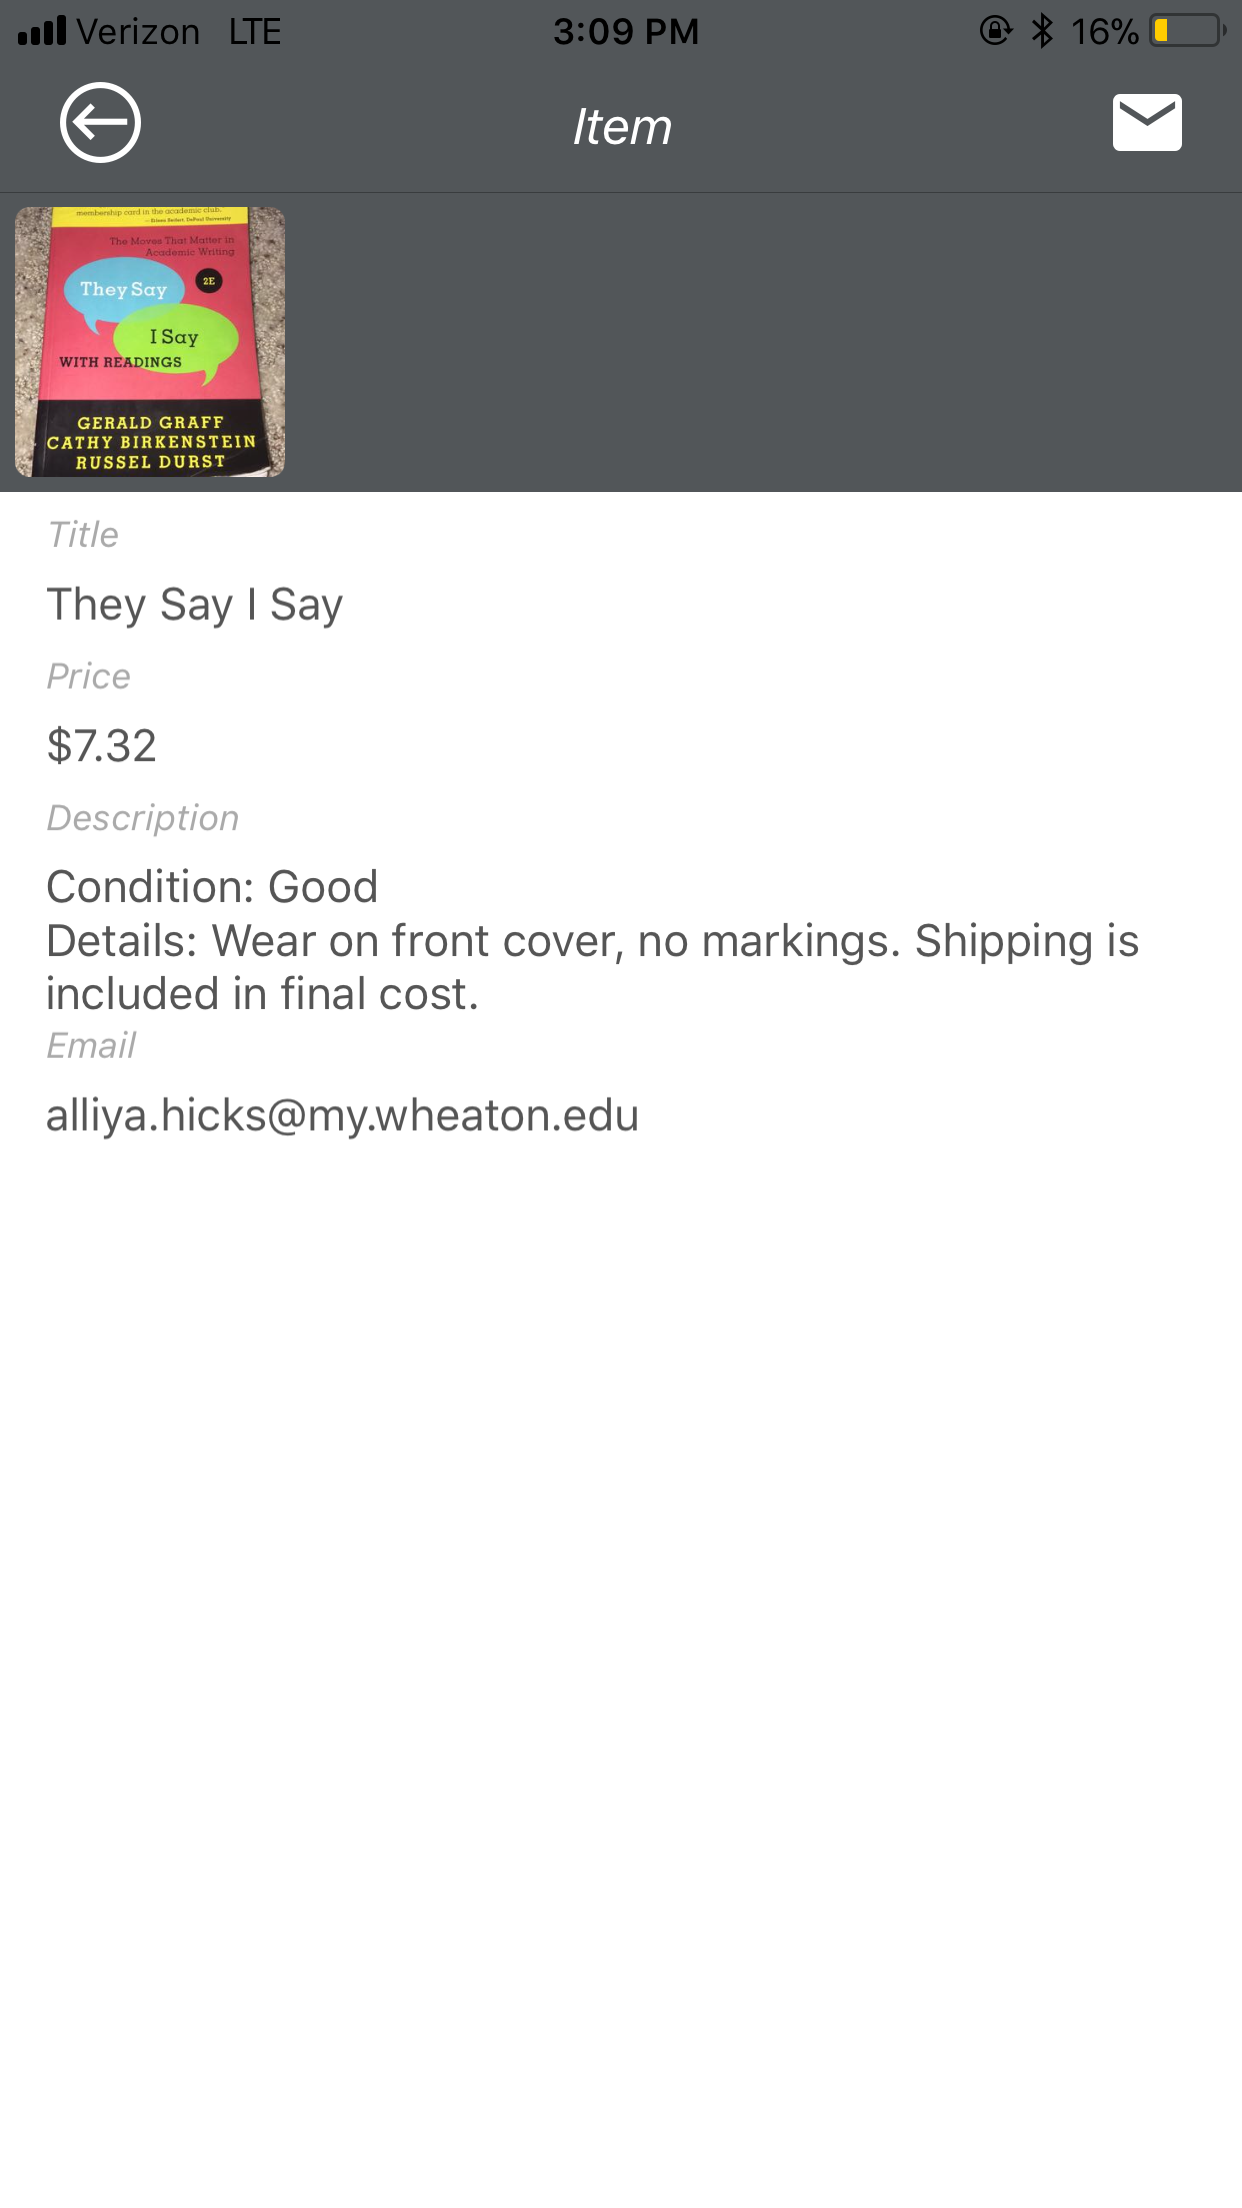 Verizon LTE 3:09 PM 16%
Item
membership card in the academic club.
The Moves That Matter in
Academic Writing
They Say
2E
I Say
WITH READINGS
GERALD GRAFF
CATHY BIRKENSTEIN
RUSSEL DURST
Title
They Say I Say
Price
$7.32
Description
Condition: Good
Details: Wear on front cover, no markings. Shipping is
included in final cost.
Email
alliya.hicks@my.wheaton.edu